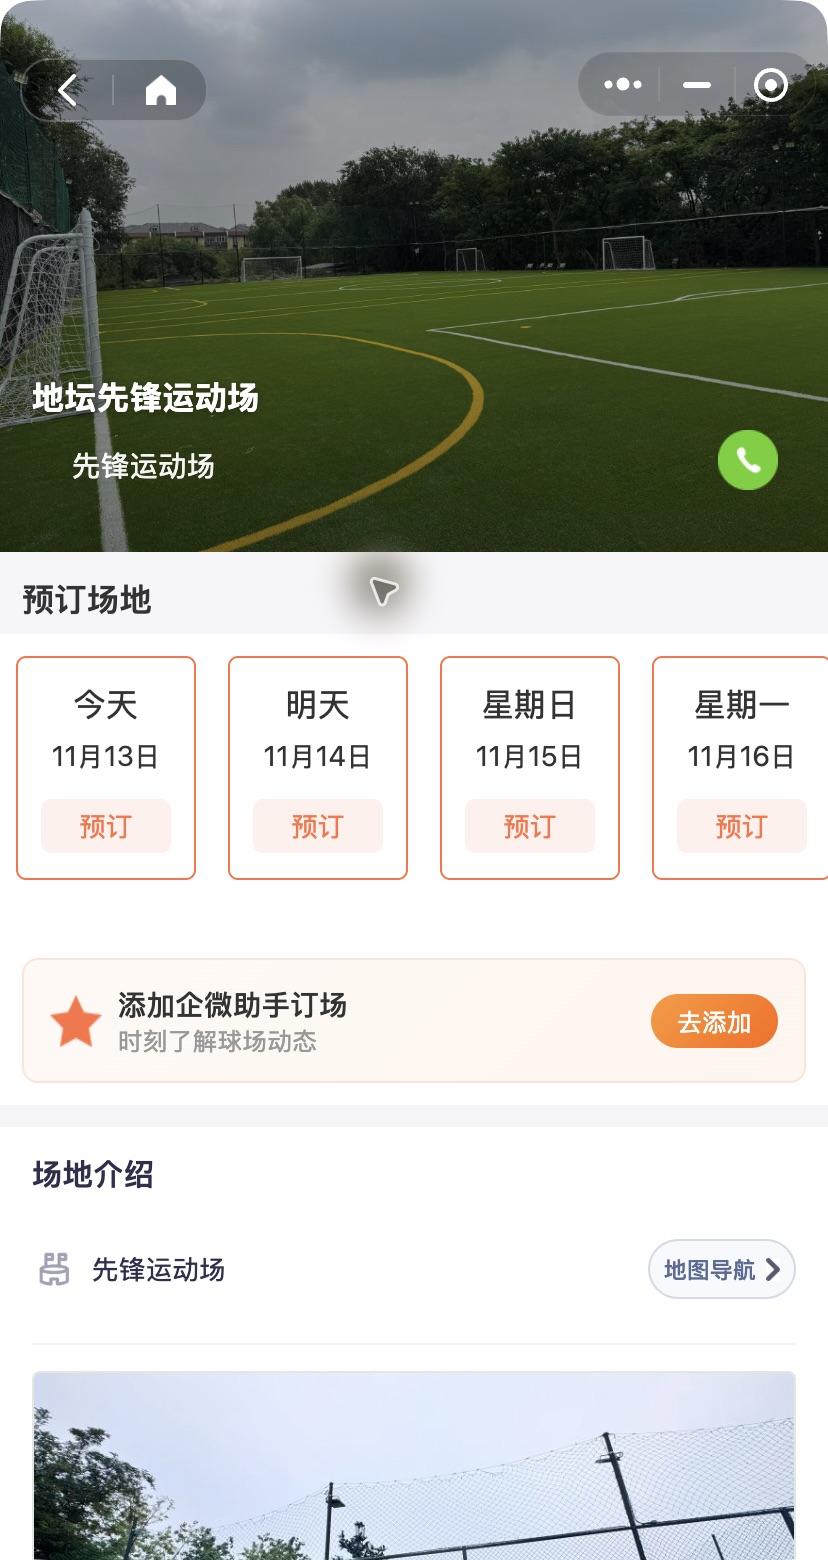 地坛先锋运动场
先锋运动场
预订场地
今天
11月13日
预订
明天
11月14日
预订
星期日
11月15日
预订
星期一
11月16日
预订
添加企微助手订场
时刻了解球场动态
去添加
场地介绍
先锋运动场
地图导航